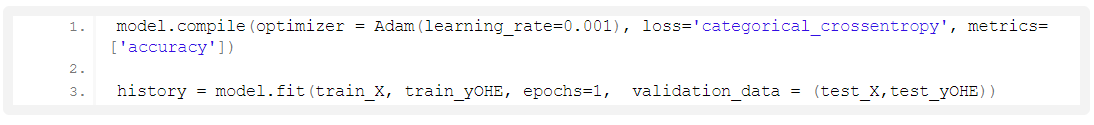 1. model.compile(optimizer = Adam(learning_rate=0.001), loss='categorical_crossentropy', metrics=
['accuracy'])
2.
3. history = model.fit(train_X, train_yOHE, epochs=1,  validation_data = (test_X,test_yOHE))